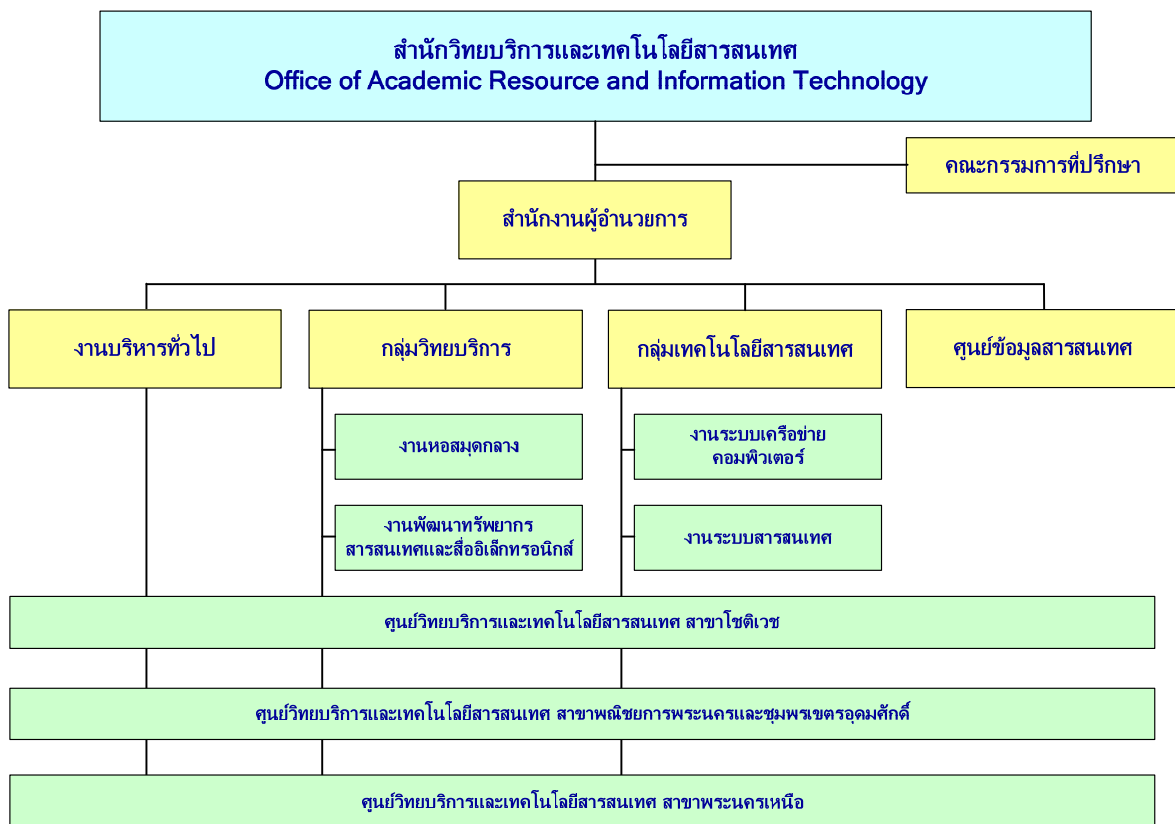 สำนักวิทยบริการและเทคโนโลยีสารสนเทศ
Office of Academic Resource and Information Technology
คณะกรรมการที่ปรึกษา
สำนักงานผู้อำนวยการ
งานบริหารทั่วไป
กลุ่มวิทยบริการ
กลุ่มเทคโนโลยีสารสนเทศ
ศูนย์ข้อมูลสารสนเทศ
งานหอสมุดกลาง
งานระบบเครือข่าย
คอมพิวเตอร์
งานพัฒนาทรัพยากร
สารสนเทศและสื่ออิเล็กทรอนิกส์
งานระบบสารสนเทศ
ศูนย์วิทยบริการและเทคโนโลยีสารสนเทศ สาขาโชติเวช
ศูนย์วิทยบริการและเทคโนโลยีสารสนเทศ สาขาพณิชยการพระนครและชุมพรเขตรอุดมศักดิ์
ศูนย์วิทยบริการและเทคโนโลยีสารสนเทศ สาขาพระนครเหนือ